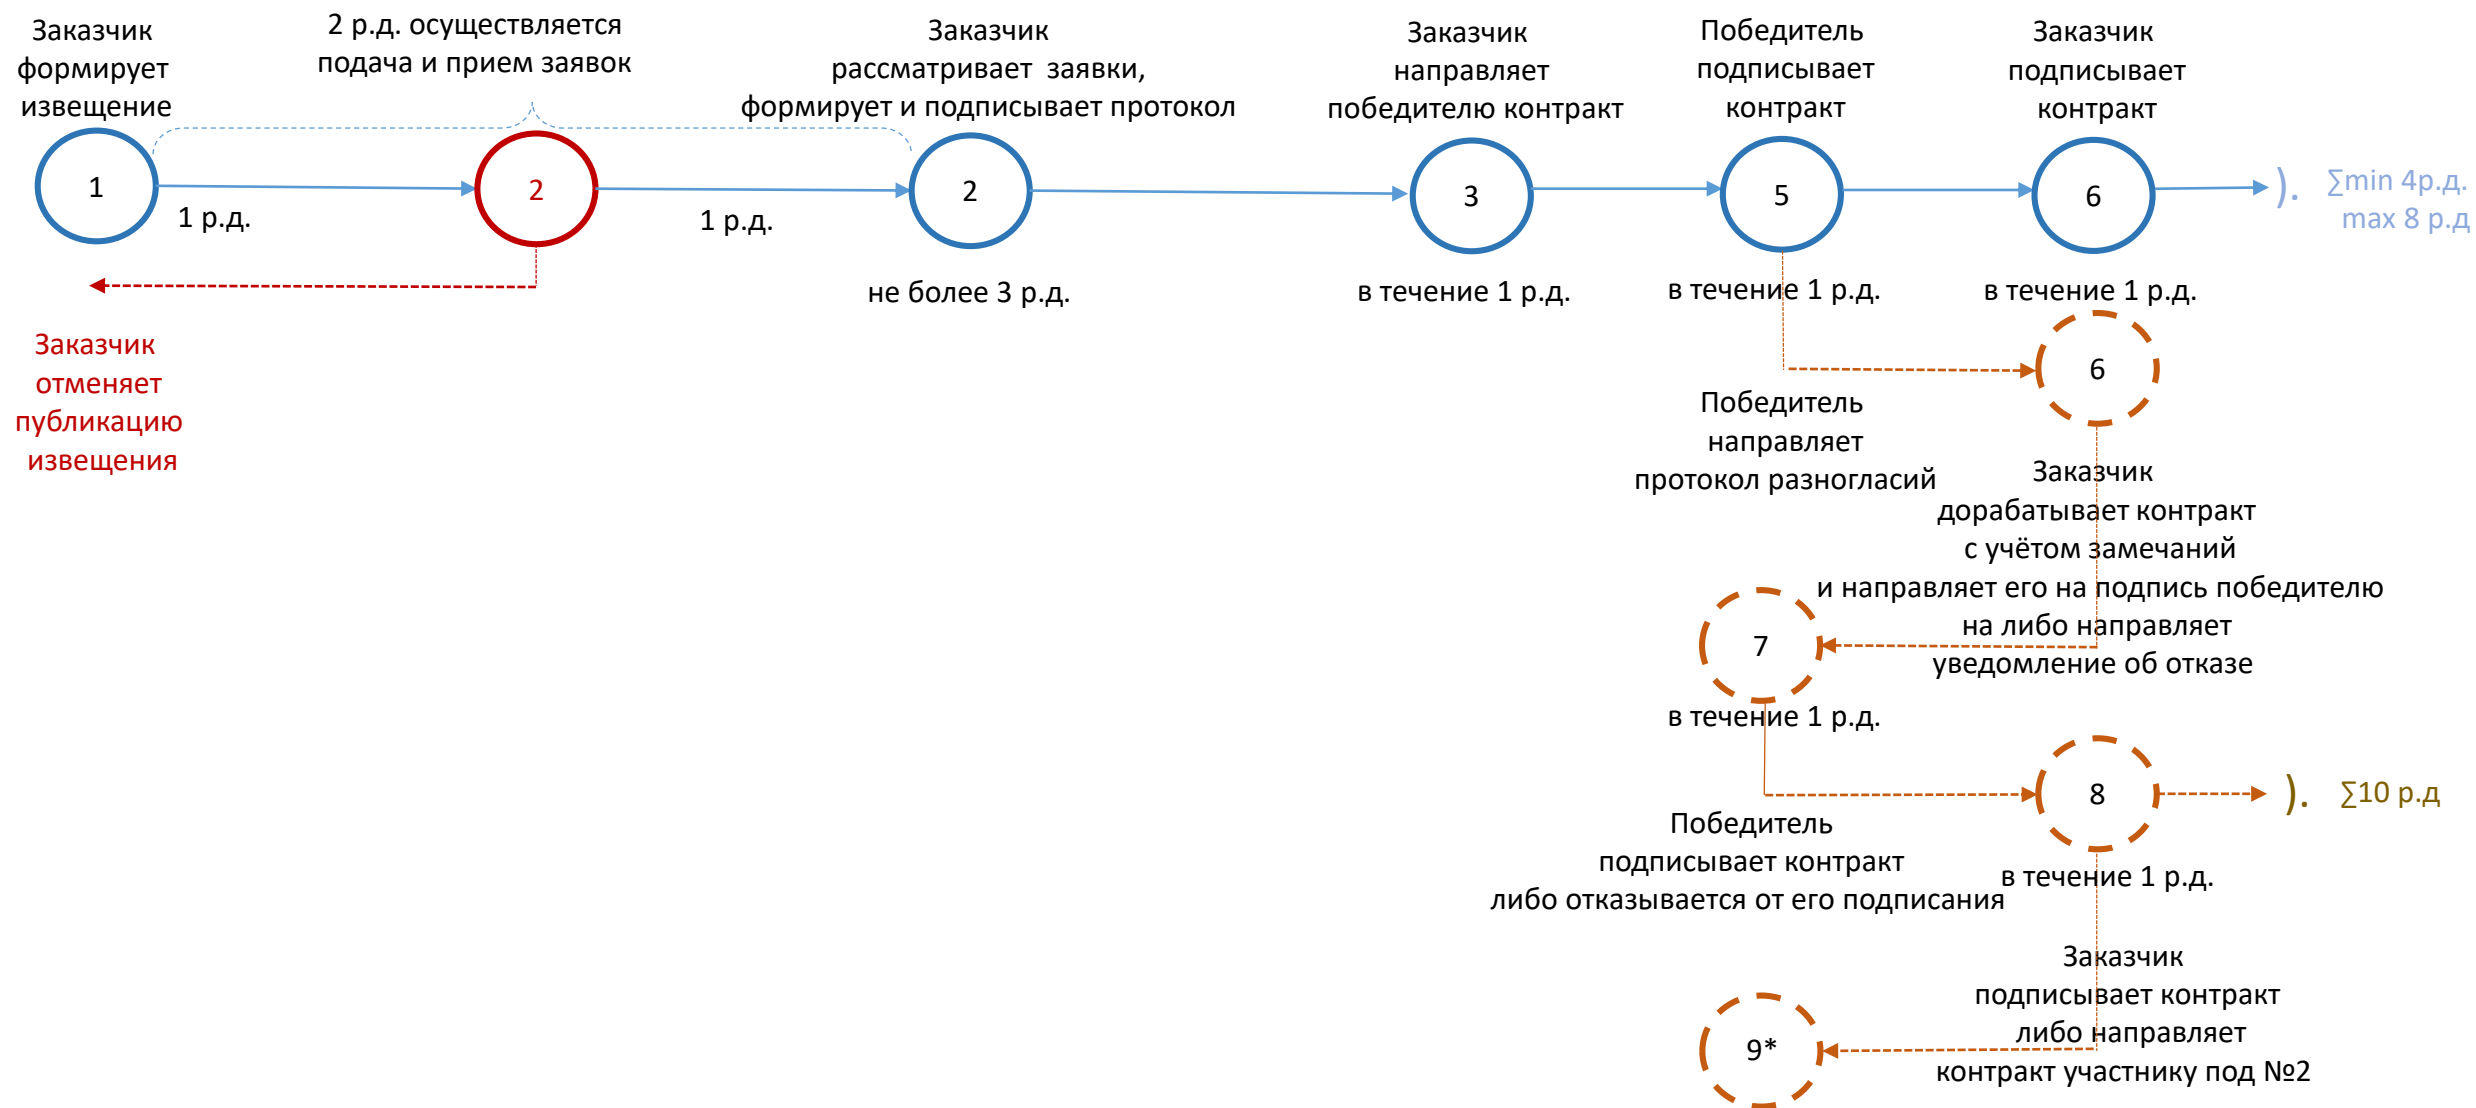 Заказчик
формирует
извещение
2 р.д. осуществляется
подача и прием заявок
Заказчик
рассматривает заявки,
формирует и подписывает протокол
Заказчик
направляет
победителю контракт
Победитель
подписывает
контракт
Заказчик
подписывает
контракт
1
2
2
3
5
6
).
∑min 4р.д.
max 8 р.д
1 р.д.
1 р.д.
не более 3 р.д.
в течение 1 р.д.
в течение 1 р.д.
в течение 1 р.д.
Заказчик
отменяет
публикацию
извещения
6
Победитель
направляет
протокол разногласий
Заказчик
дорабатывает контракт
с учётом замечаний
и направляет его на подпись победителю
на либо направляет
уведомление об отказе
7
в течение 1 р.д.
8
).
∑10 р.д
Победитель
подписывает контракт
либо отказывается от его подписания
в течение 1 р.д.
Заказчик
подписывает контракт
либо направляет
контракт участнику под №2
9*